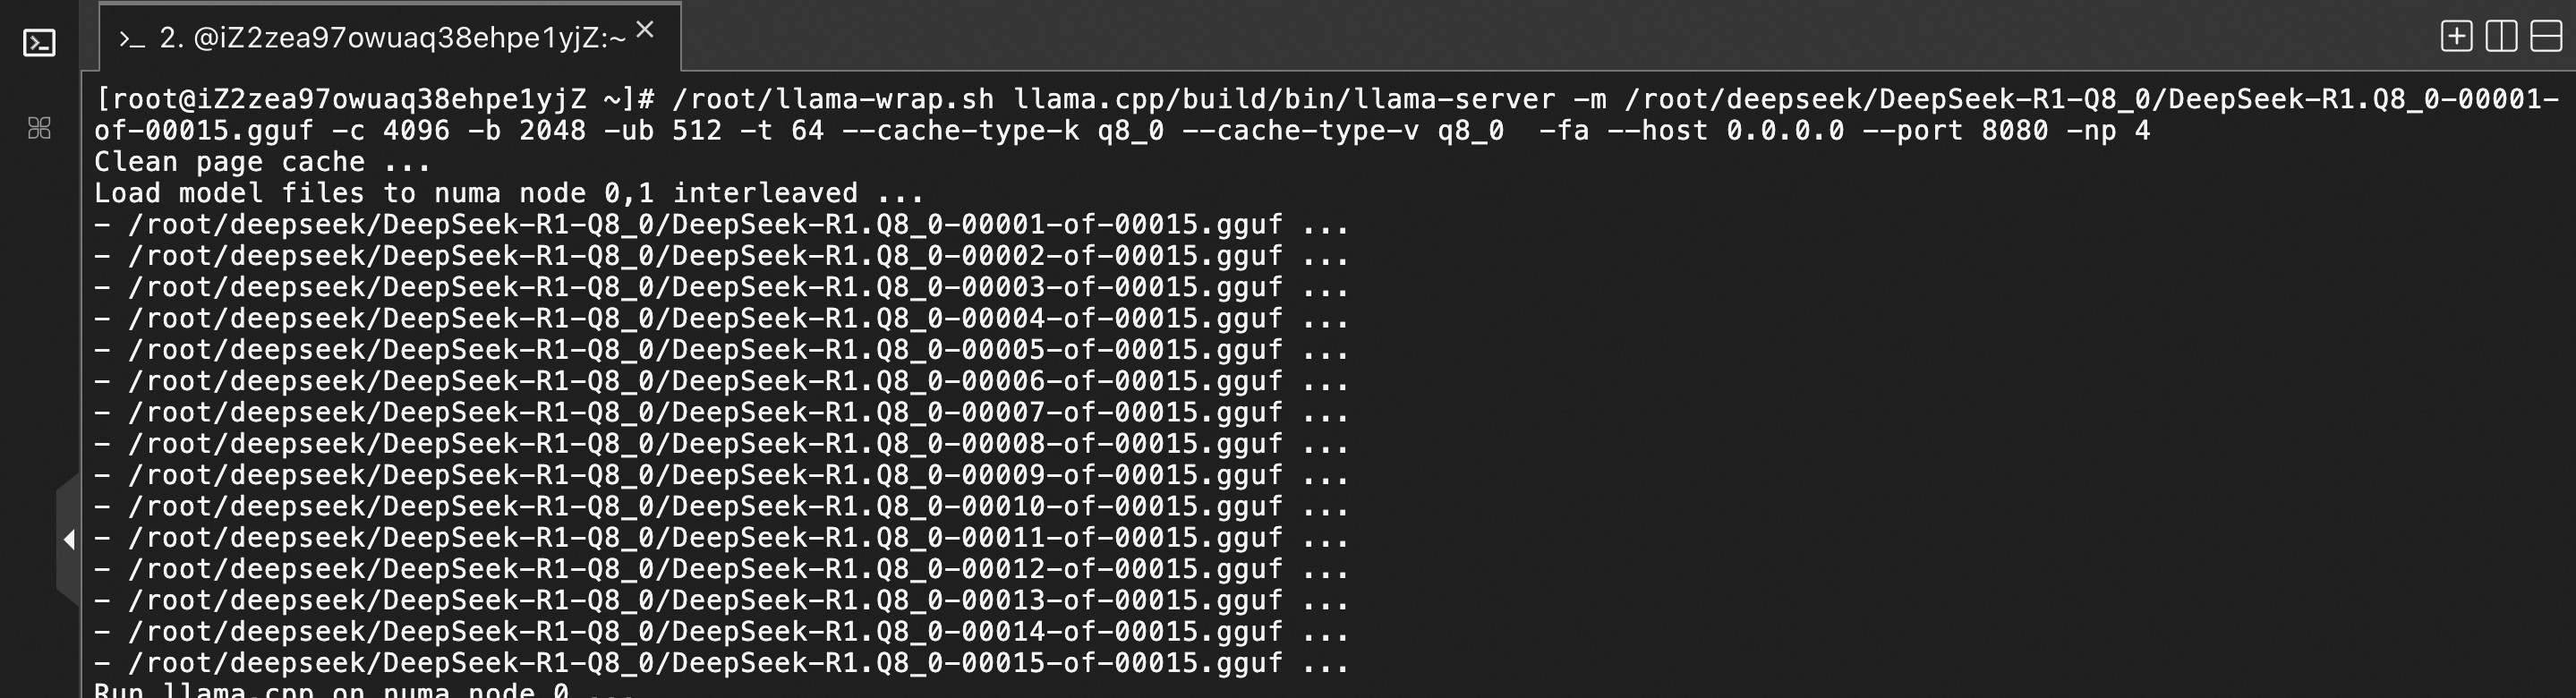 >_ 2. @iZ2zea97owuaq38ehpe1yjZ:~ ×
[root@iZ2zea97owuaq38ehpe1yjZ ~]# /root/llama-wrap.sh llama.cpp/build/bin/llama-server -m /root/deepseek/DeepSeek-R1-Q8_0/DeepSeek-R1.Q8_0-00001-
of-00015.gguf -c 4096 -b 2048 -ub 512 -t 64 --cache-type-k q8_0 --cache-type-v q8_0  -fa --host 0.0.0.0 --port 8080 -np 4
Clean page cache ...
Load model files to numa node 0,1 interleaved ...
- /root/deepseek/DeepSeek-R1-Q8_0/DeepSeek-R1.Q8_0-00001-of-00015.gguf ...
- /root/deepseek/DeepSeek-R1-Q8_0/DeepSeek-R1.Q8_0-00002-of-00015.gguf ...
- /root/deepseek/DeepSeek-R1-Q8_0/DeepSeek-R1.Q8_0-00003-of-00015.gguf ...
- /root/deepseek/DeepSeek-R1-Q8_0/DeepSeek-R1.Q8_0-00004-of-00015.gguf ...
- /root/deepseek/DeepSeek-R1-Q8_0/DeepSeek-R1.Q8_0-00005-of-00015.gguf ...
- /root/deepseek/DeepSeek-R1-Q8_0/DeepSeek-R1.Q8_0-00006-of-00015.gguf ...
- /root/deepseek/DeepSeek-R1-Q8_0/DeepSeek-R1.Q8_0-00007-of-00015.gguf ...
- /root/deepseek/DeepSeek-R1-Q8_0/DeepSeek-R1.Q8_0-00008-of-00015.gguf ...
- /root/deepseek/DeepSeek-R1-Q8_0/DeepSeek-R1.Q8_0-00009-of-00015.gguf ...
- /root/deepseek/DeepSeek-R1-Q8_0/DeepSeek-R1.Q8_0-00010-of-00015.gguf ...
- /root/deepseek/DeepSeek-R1-Q8_0/DeepSeek-R1.Q8_0-00011-of-00015.gguf ...
- /root/deepseek/DeepSeek-R1-Q8_0/DeepSeek-R1.Q8_0-00012-of-00015.gguf ...
- /root/deepseek/DeepSeek-R1-Q8_0/DeepSeek-R1.Q8_0-00013-of-00015.gguf ...
- /root/deepseek/DeepSeek-R1-Q8_0/DeepSeek-R1.Q8_0-00014-of-00015.gguf ...
- /root/deepseek/DeepSeek-R1-Q8_0/DeepSeek-R1.Q8_0-00015-of-00015.gguf ...
Run llama.cpp on numa node 0 ...